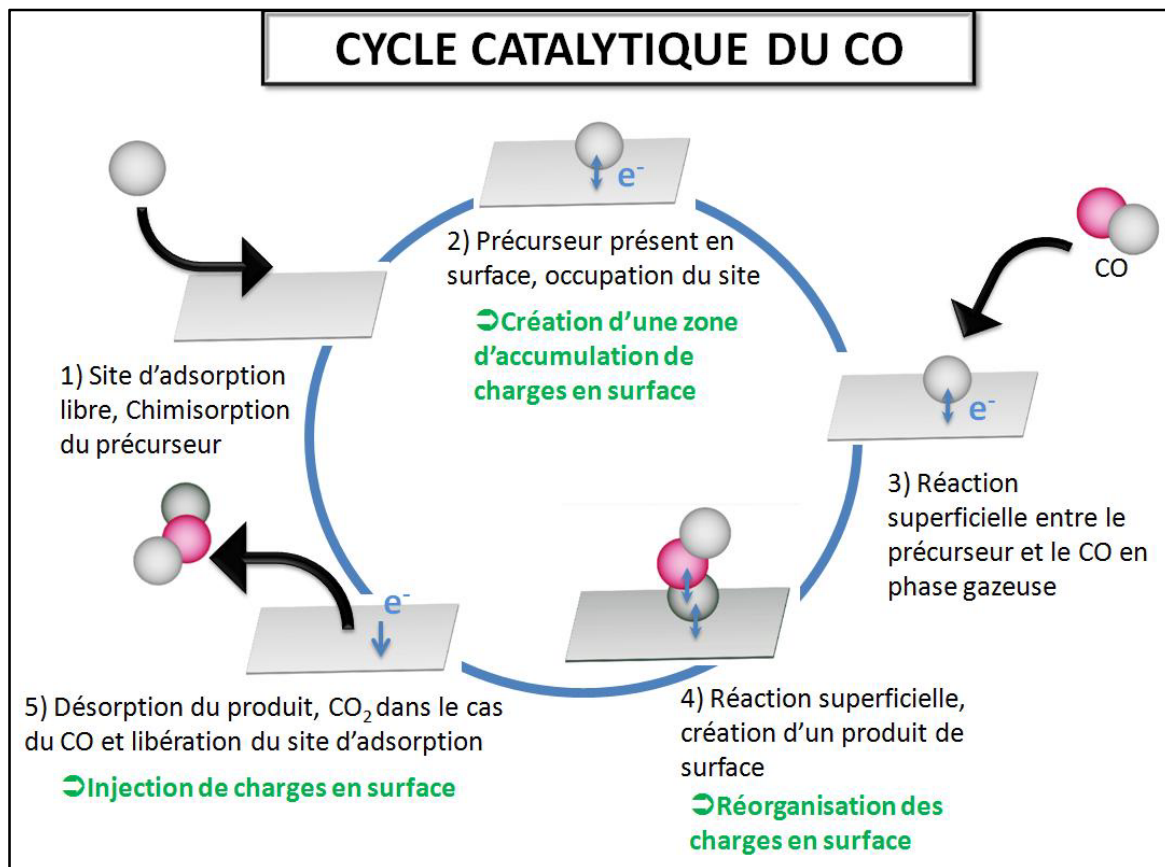 CYCLE CATALYTIQUE DU CO
e-
2) Précurseur présent en
surface, occupation du site
➲Création d’une zone
d’accumulation de
charges en surface
CO
1) Site d’adsorption
libre, Chimisorption
du précurseur
e-
3) Réaction
superficielle entre le
précurseur et le CO en
phase gazeuse
4) Réaction superficielle,
création d’un produit de
surface
➲Réorganisation des
charges en surface
e-
5) Désorption du produit, CO2 dans le cas
du CO et libération du site d’adsorption
➲Injection de charges en surface